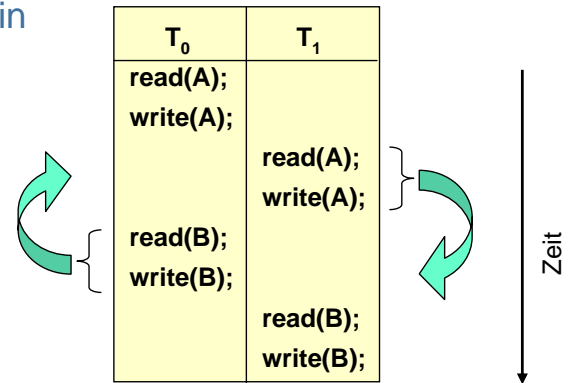 in
T₀ T₁
read(A);
write(A);
read(A);
write(A);
read(B);
write(B);
read(B);
write(B);
Zeit